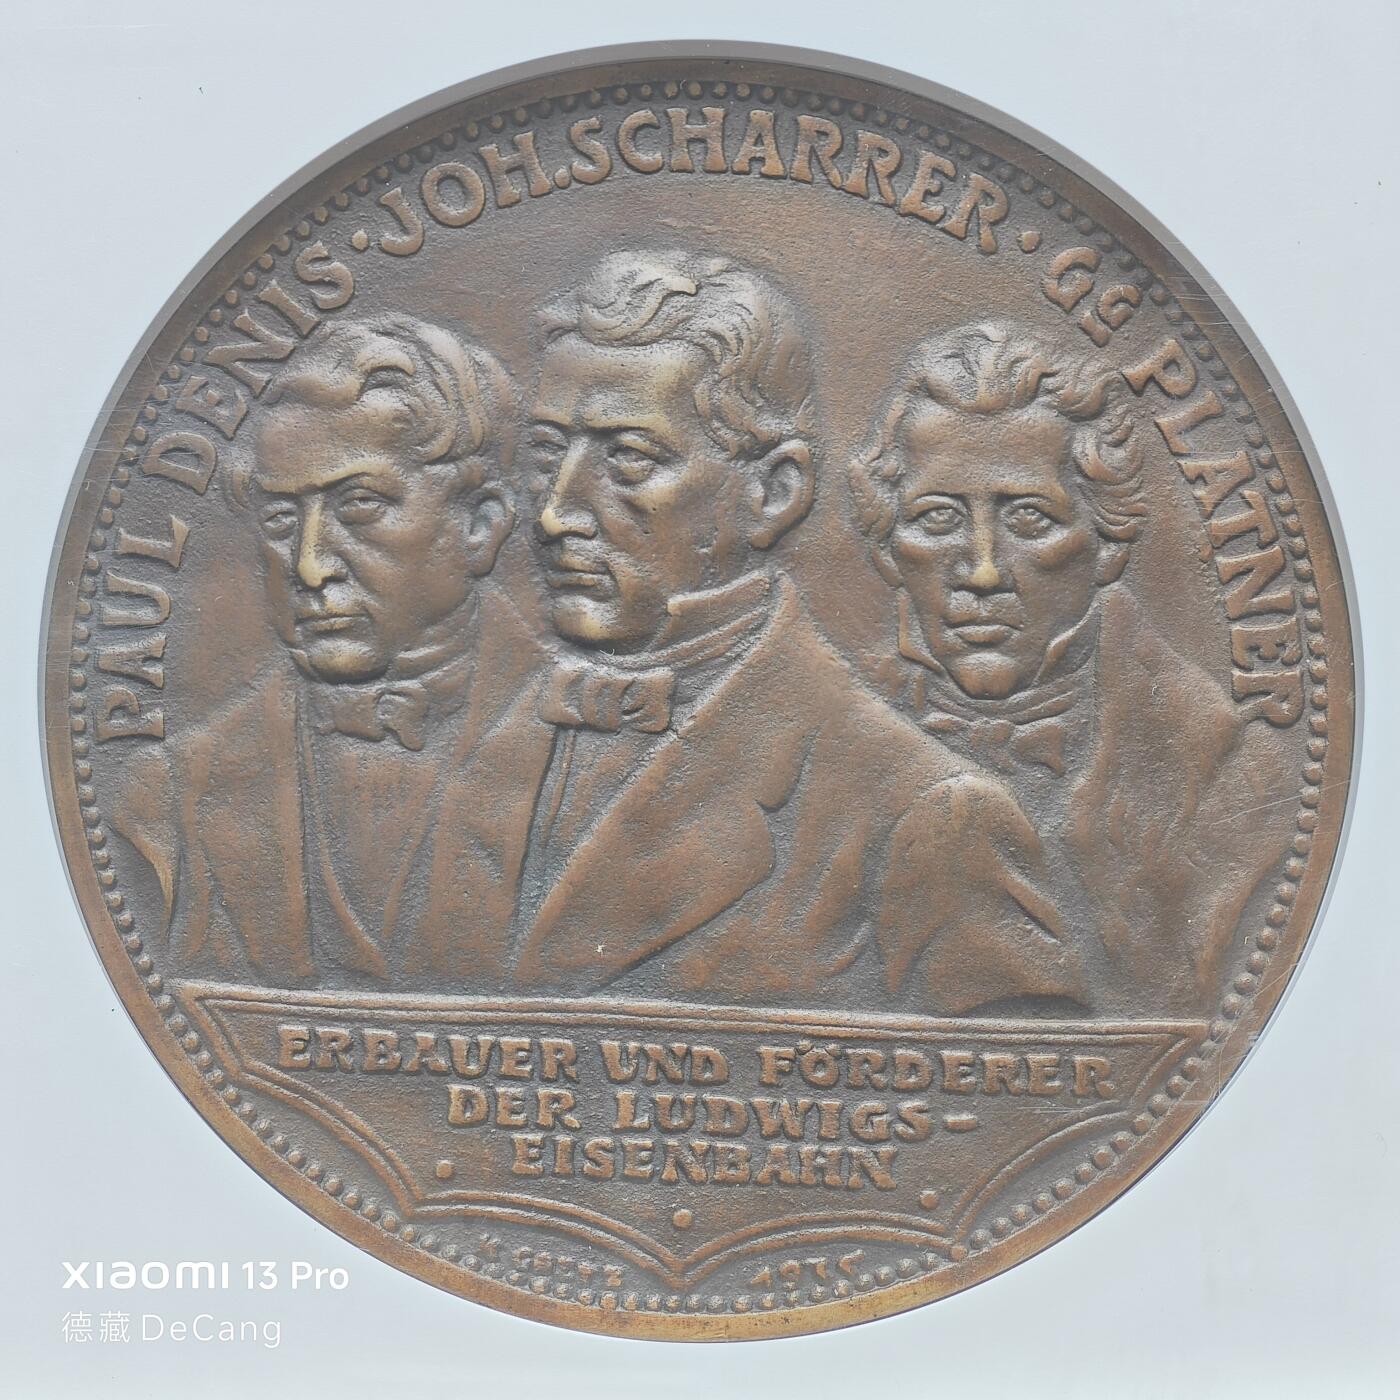 PAUL DENIS · JOH. SCHARRER · GG PLATNER
ERBAUER UND FÖRDERER
DER LUDWIGS-
EISENBAHN
K GOETZ 1935
xiaomi 13 Pro
德藏 DeCang